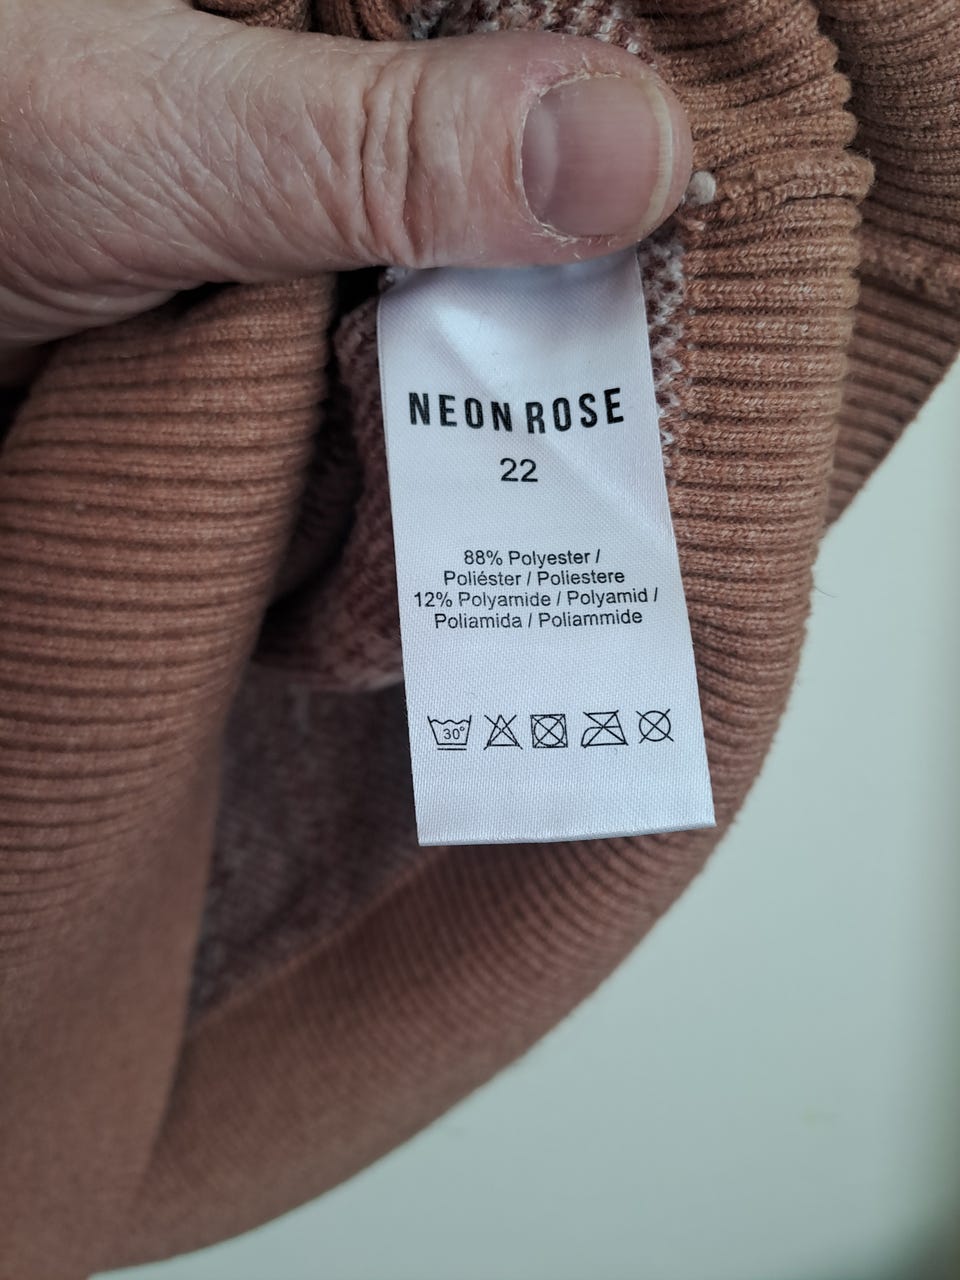 NEON ROSE
22
88% Polyester /
Poliéster / Poliestere
12% Polyamide / Polyamid /
Poliamida / Poliammide
30°